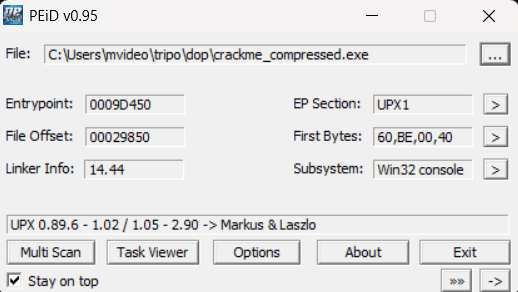 PEiD v0.95
File: C:\Users\mvideo\tripo\dop\crackme_compressed.exe ...
Entrypoint: 0009D450 EP Section: UPX1 >
File Offset: 00029850 First Bytes: 60,BE,00,40 >
Linker Info: 14.44 Subsystem: Win32 console >
UPX 0.89.6 - 1.02 / 1.05 - 2.90 -> Markus & Laszlo
Multi Scan Task Viewer Options About Exit
Stay on top »» ->